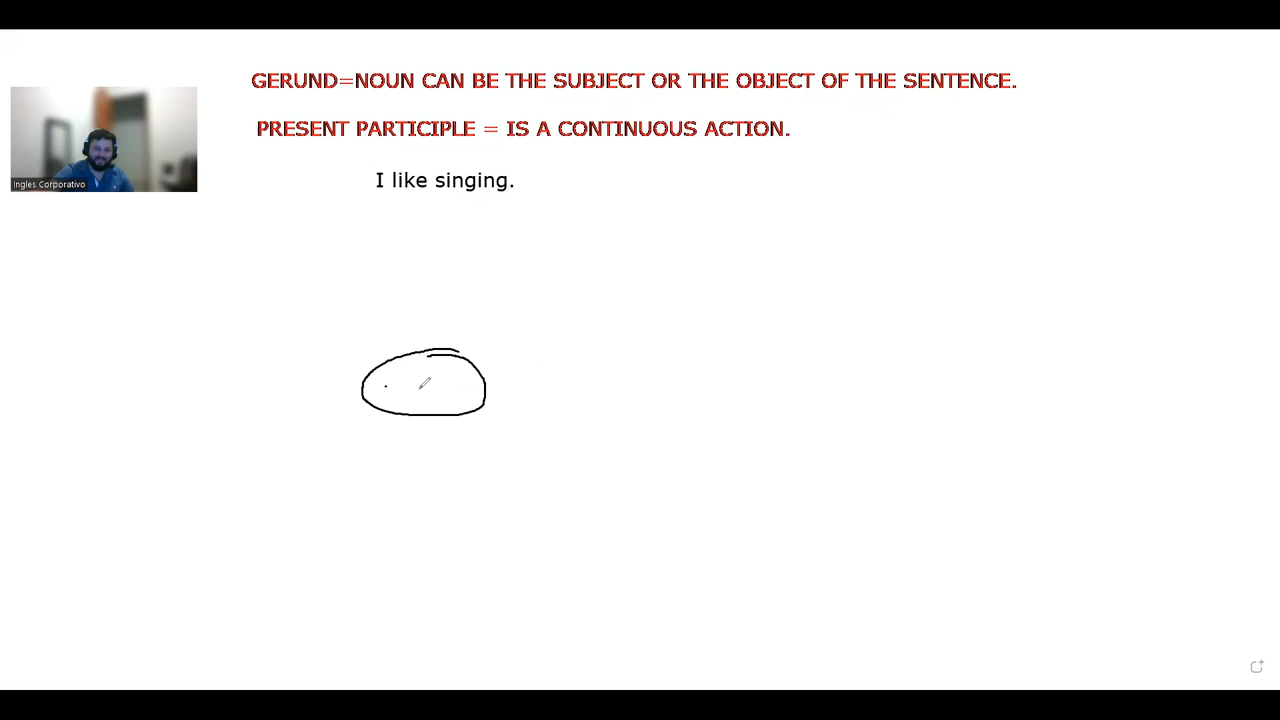 GERUND=NOUN CAN BE THE SUBJECT OR THE OBJECT OF THE SENTENCE.
PRESENT PARTICIPLE = IS A CONTINUOUS ACTION.
I like singing.
Ingles Corporativo